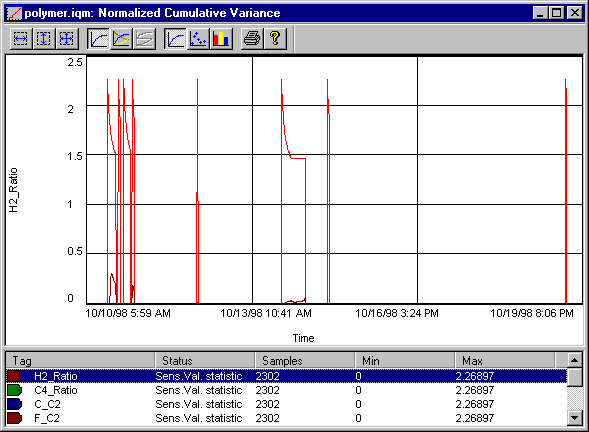 polymer.iqm: Normalized Cumulative Variance
2.5
2
1.5
1
0.5
0
H2_Ratio
10/10/98 5:59 AM 10/13/98 10:41 AM 10/16/98 3:24 PM 10/19/98 8:06 PM
Time
Tag Status Samples Min Max
H2_Ratio Sens.Val. statistic 2302 0 2.26897
C4_Ratio Sens.Val. statistic 2302 0 2.26897
C_C2 Sens.Val. statistic 2302 0 2.26897
F_C2 Sens.Val. statistic 2302 0 2.26897